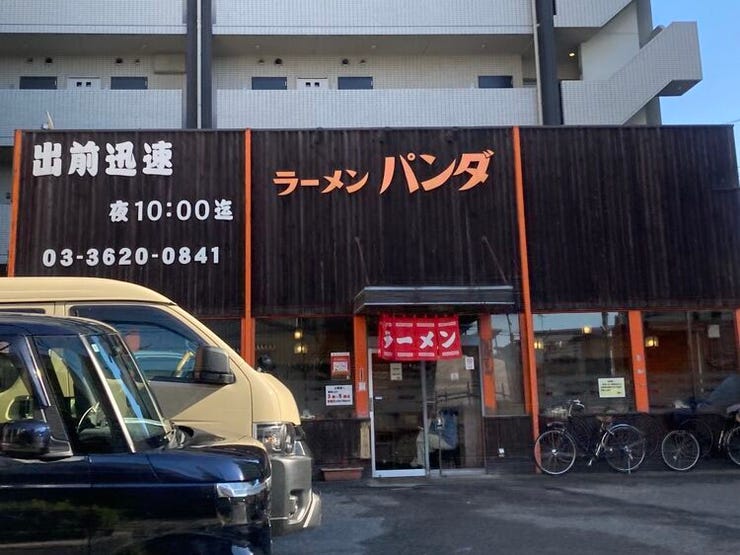 出前迅速
夜10:00迄
03-3620-0841
ラーメン パンダ
ラーメン